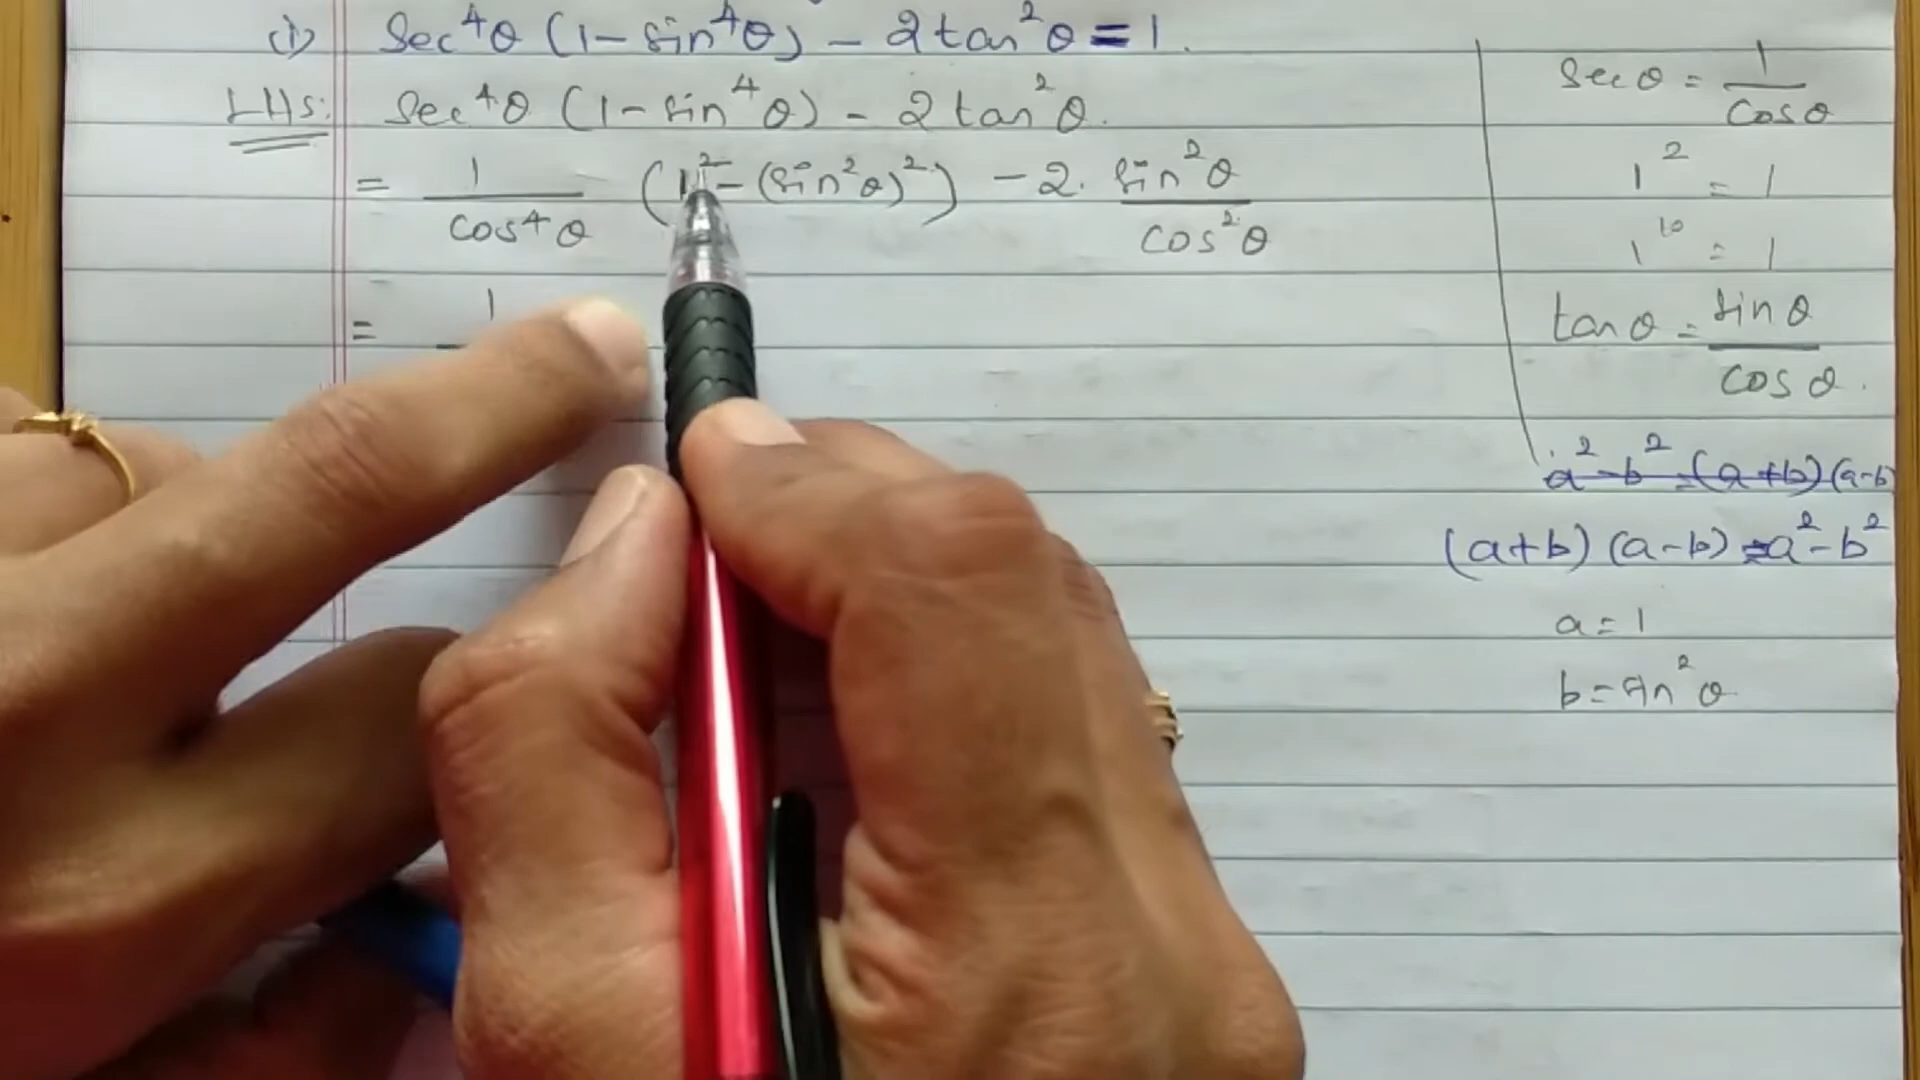 (i) Sec⁴θ (1 - sin⁴θ) - 2tan²θ = 1.
LHS: Sec⁴θ (1 - sin⁴θ) - 2tan²θ.
= 1/cos⁴θ (1² - (sin²θ)²) - 2. sin²θ/cos²θ
= 1
Secθ = 1/Cosθ
1² = 1
1¹⁰ = 1
tanθ = sinθ/cosθ.
a² - b² = (a+b)(a-b)
(a+b)(a-b) = a² - b²
a = 1
b = sin²θ